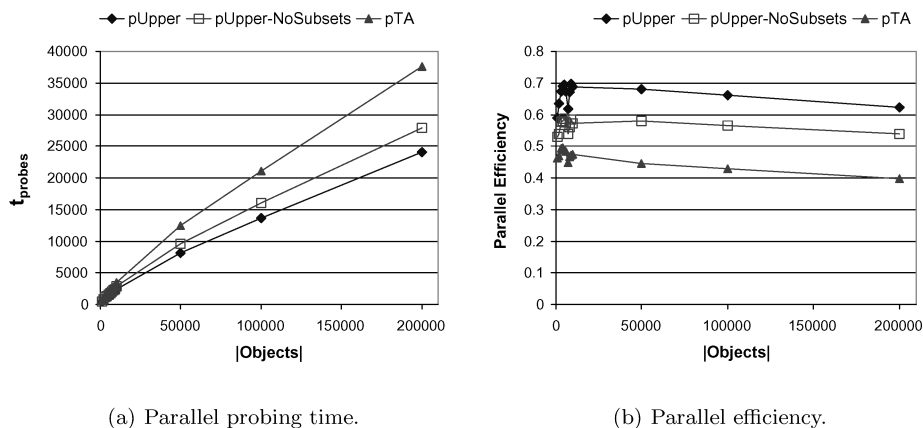 pUpper pUpper-NoSubsets pTA
40000
35000
30000
25000
20000
15000
10000
5000
0
t_probes
0 50000 100000 150000 200000
|Objects|
(a) Parallel probing time.
pUpper pUpper-NoSubsets pTA
0.8
0.7
0.6
0.5
0.4
0.3
0.2
0.1
0
Parallel Efficiency
0 50000 100000 150000 200000
|Objects|
(b) Parallel efficiency.